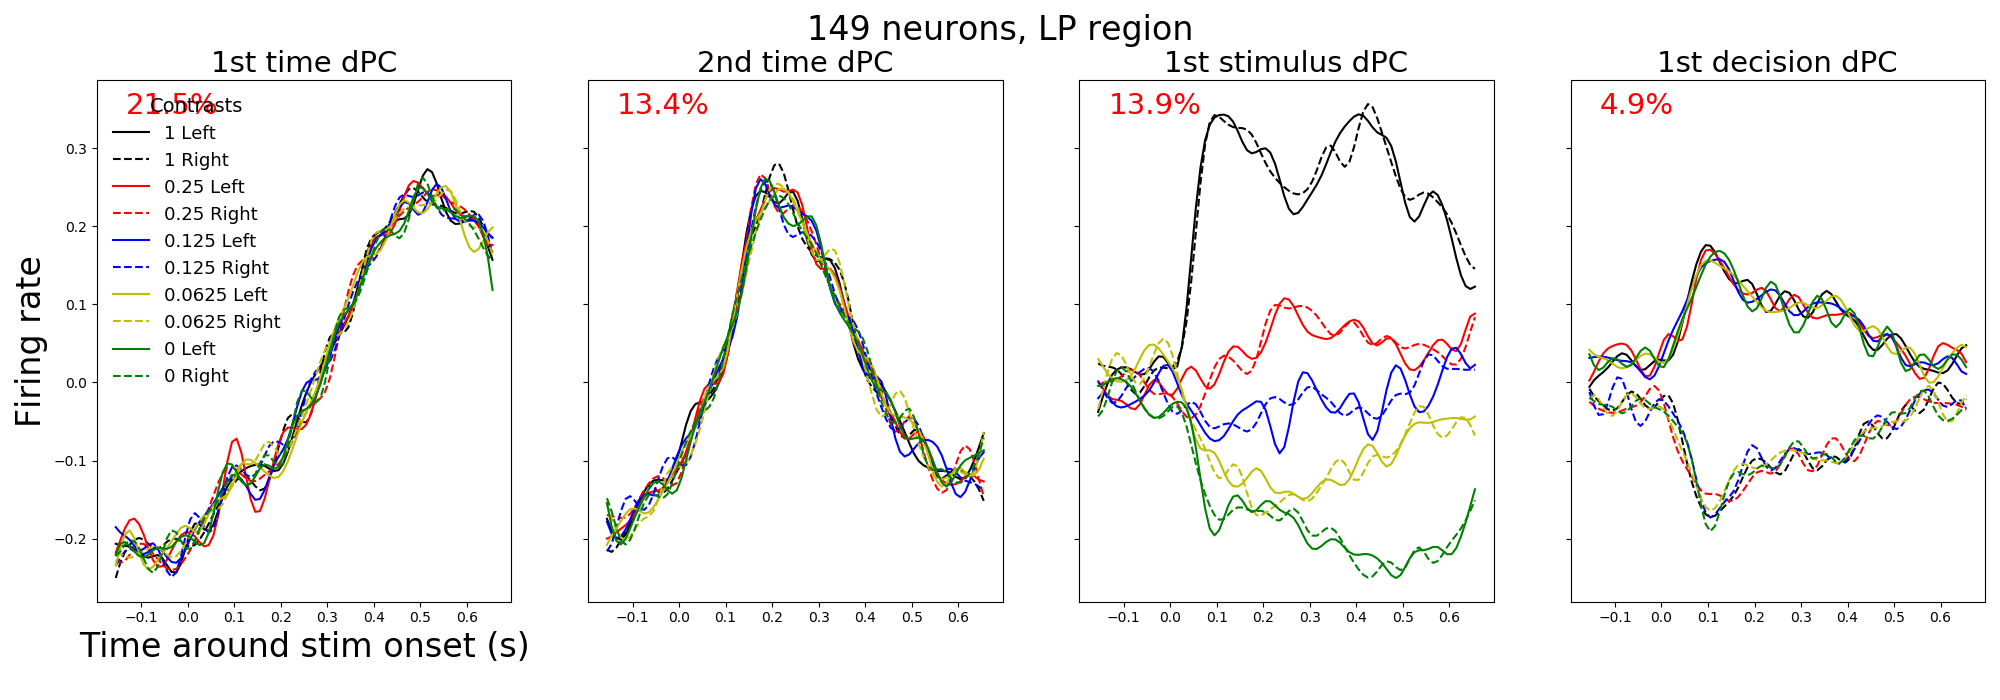 149 neurons, LP region
1st time dPC
2nd time dPC
1st stimulus dPC
1st decision dPC
21.5%
13.4%
13.9%
4.9%
Contrasts
1 Left
1 Right
0.25 Left
0.25 Right
0.125 Left
0.125 Right
0.0625 Left
0.0625 Right
0 Left
0 Right
Firing rate
0.3
0.2
0.1
0.0
−0.1
−0.2
−0.1 0.0 0.1 0.2 0.3 0.4 0.5 0.6
−0.1 0.0 0.1 0.2 0.3 0.4 0.5 0.6
−0.1 0.0 0.1 0.2 0.3 0.4 0.5 0.6
−0.1 0.0 0.1 0.2 0.3 0.4 0.5 0.6
Time around stim onset (s)